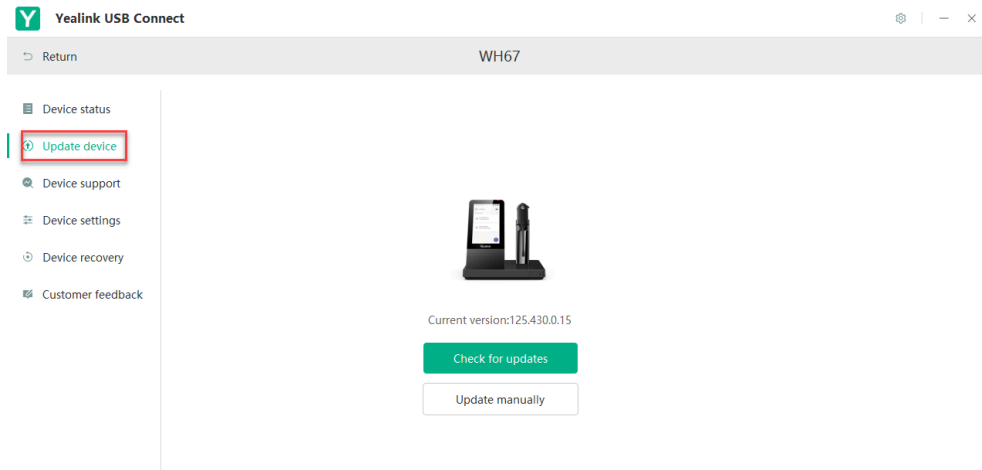 Yealink USB Connect
Return
WH67
Device status
Update device
Device support
Device settings
Device recovery
Customer feedback
Current version:125.430.0.15
Check for updates
Update manually